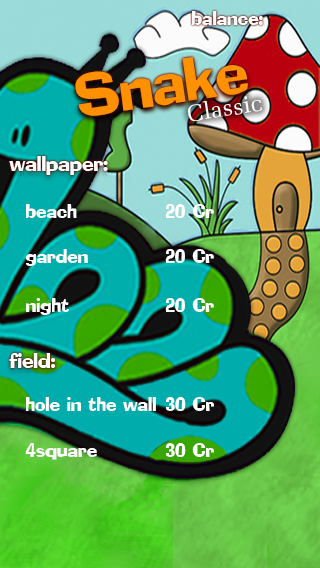 balance:
Snake
Classic
wallpaper:
beach 20 Cr
garden 20 Cr
night 20 Cr
field:
hole in the wall 30 Cr
4square 30 Cr